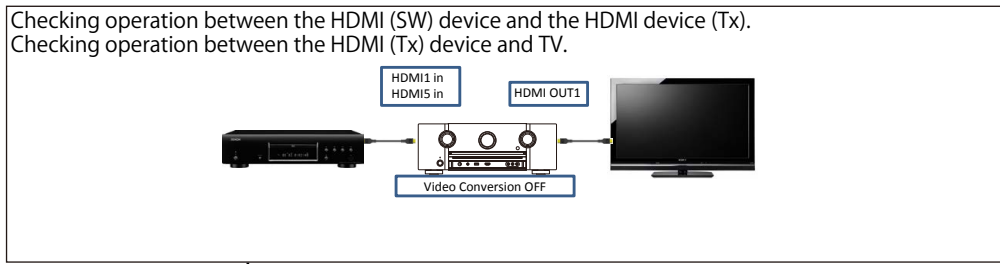 Checking operation between the HDMI (SW) device and the HDMI device (Tx).
Checking operation between the HDMI (Tx) device and TV.
HDMI1 in
HDMI5 in
HDMI OUT1
Video Conversion OFF